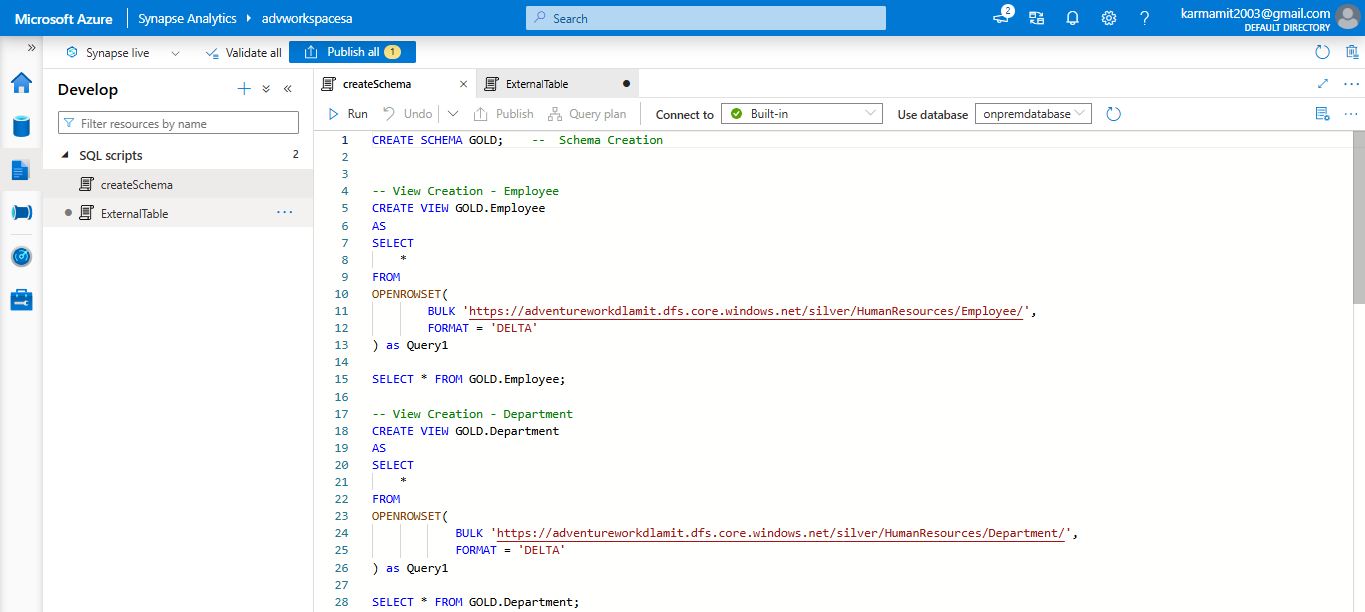 Microsoft Azure Synapse Analytics advworkspacesa Search 2 karmamit2003@gmail.com
DEFAULT DIRECTORY
Synapse live Validate all Publish all 1
Develop
Filter resources by name
SQL scripts 2
createSchema
ExternalTable
createSchema ExternalTable
Run Undo Publish Query plan Connect to Built-in Use database onpremdatabase
1 CREATE SCHEMA GOLD; -- Schema Creation
2
3
4 -- View Creation - Employee
5 CREATE VIEW GOLD.Employee
6 AS
7 SELECT
8 *
9 FROM
10 OPENROWSET(
11 BULK 'https://adventureworkdlamit.dfs.core.windows.net/silver/HumanResources/Employee/',
12 FORMAT = 'DELTA'
13 ) as Query1
14
15 SELECT * FROM GOLD.Employee;
16
17 -- View Creation - Department
18 CREATE VIEW GOLD.Department
19 AS
20 SELECT
21 *
22 FROM
23 OPENROWSET(
24 BULK 'https://adventureworkdlamit.dfs.core.windows.net/silver/HumanResources/Department/',
25 FORMAT = 'DELTA'
26 ) as Query1
27
28 SELECT * FROM GOLD.Department;